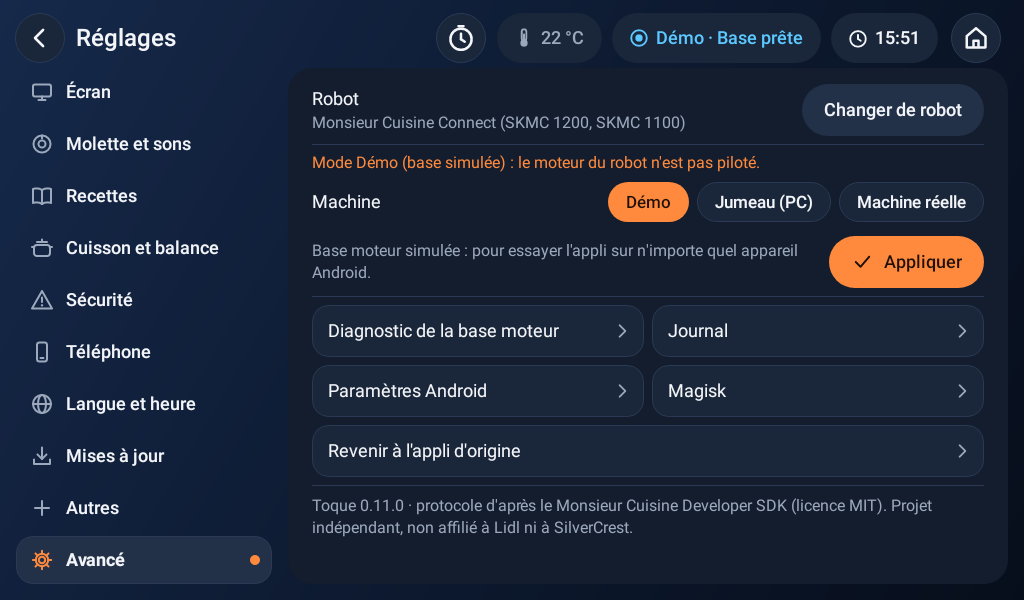 Réglages
22 °C
Démo · Base prête
15:51
Écran
Molette et sons
Recettes
Cuisson et balance
Sécurité
Téléphone
Langue et heure
Mises à jour
Autres
Avancé
Robot
Monsieur Cuisine Connect (SKMC 1200, SKMC 1100)
Changer de robot
Mode Démo (base simulée) : le moteur du robot n'est pas piloté.
Machine
Démo
Jumeau (PC)
Machine réelle
Base moteur simulée : pour essayer l'appli sur n'importe quel appareil
Android.
Appliquer
Diagnostic de la base moteur
Journal
Paramètres Android
Magisk
Revenir à l'appli d'origine
Toque 0.11.0 · protocole d'après le Monsieur Cuisine Developer SDK (licence MIT). Projet
indépendant, non affilié à Lidl ni à SilverCrest.